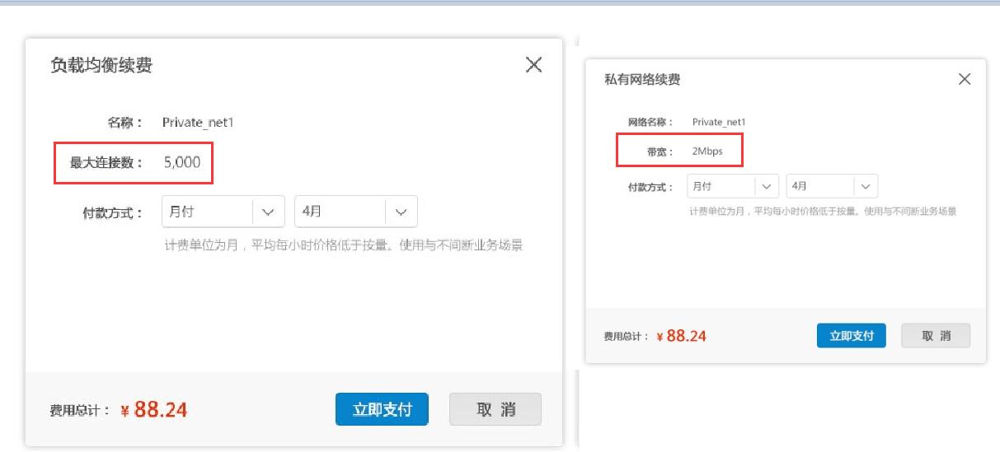 负载均衡续费
名称： Private_net1
最大连接数： 5,000
付款方式： 月付 4月
计费单位为月，平均每小时价格低于按量。使用与不间断业务场景
费用总计： ¥ 88.24 立即支付 取 消
私有网络续费
网络名称： Private_net1
带宽： 2Mbps
付款方式： 月付 4月
计费单位为月，平均每小时价格低于按量。使用与不间断业务场景
费用总计： ¥ 88.24 立即支付 取 消